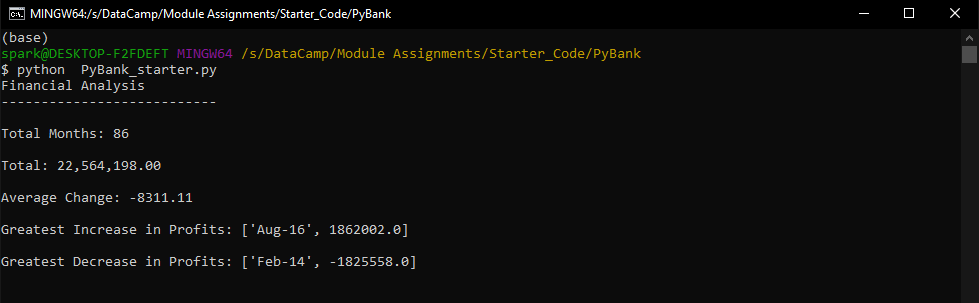 MINGW64:/s/DataCamp/Module Assignments/Starter_Code/PyBank
(base)
spark@DESKTOP-F2FDEFT MINGW64 /s/DataCamp/Module Assignments/Starter_Code/PyBank
$ python  PyBank_starter.py
Financial Analysis
---------------------------
Total Months: 86
Total: 22,564,198.00
Average Change: -8311.11
Greatest Increase in Profits: ['Aug-16', 1862002.0]
Greatest Decrease in Profits: ['Feb-14', -1825558.0]